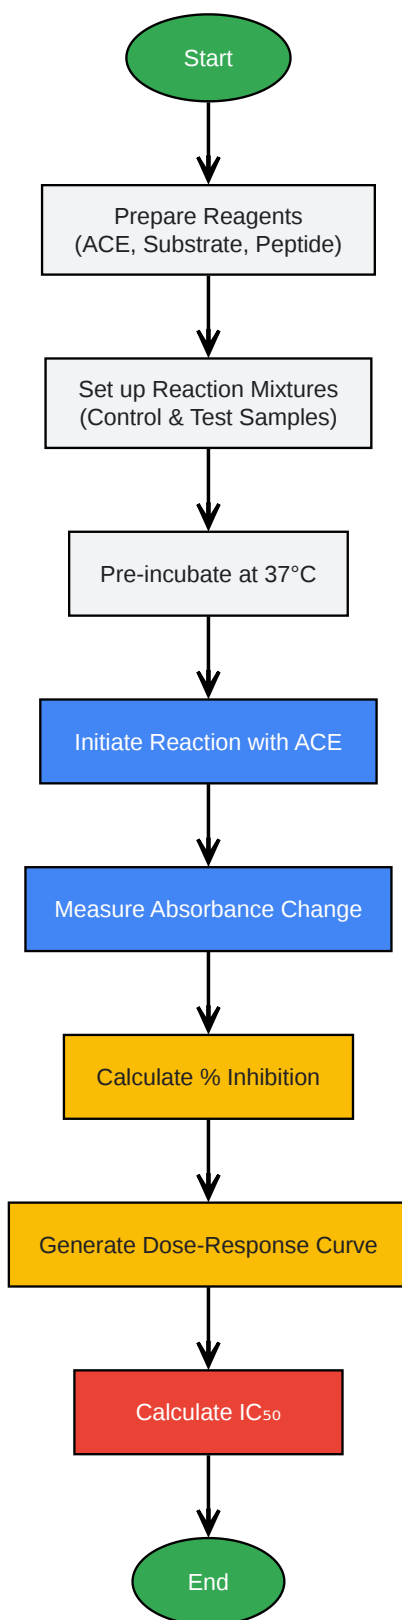 Start
Prepare Reagents
(ACE, Substrate, Peptide)
Set up Reaction Mixtures
(Control & Test Samples)
Pre-incubate at 37°C
Initiate Reaction with ACE
Measure Absorbance Change
Calculate % Inhibition
Generate Dose-Response Curve
Calculate IC₅₀
End